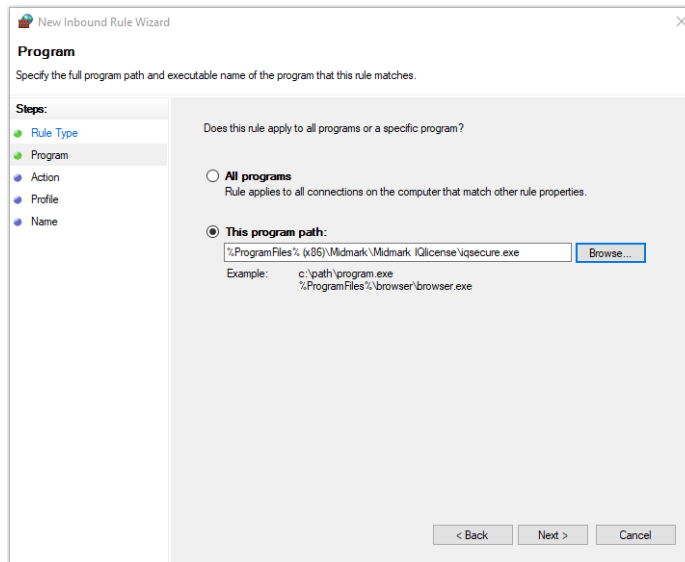 New Inbound Rule Wizard
Program
Specify the full program path and executable name of the program that this rule matches.
Steps:
Rule Type
Program
Action
Profile
Name
Does this rule apply to all programs or a specific program?
All programs
Rule applies to all connections on the computer that match other rule properties.
This program path:
%ProgramFiles% (x86)\Midmark\Midmark IQlicense\iqsecure.exe
Browse...
Example: c:\path\program.exe
%ProgramFiles%\browser\browser.exe
< Back Next > Cancel